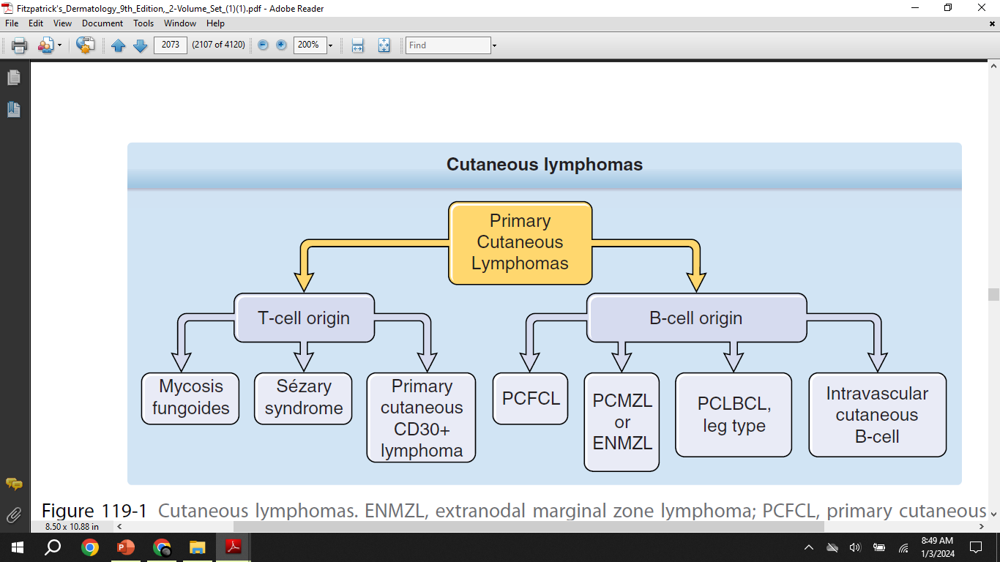 Fitzpatrick's_Dermatology_9th_Edition,_2-Volume_Set_(1)(1).pdf - Adobe Reader
File Edit View Document Tools Window Help
2073 (2107 of 4120) 200% Find
Cutaneous lymphomas
Primary
Cutaneous
Lymphomas
T-cell origin
B-cell origin
Mycosis
fungoides
Sézary
syndrome
Primary
cutaneous
CD30+
lymphoma
PCFCL
PCMZL
or
ENMZL
PCLBCL,
leg type
Intravascular
cutaneous
B-cell
Figure 119-1 Cutaneous lymphomas. ENMZL, extranodal marginal zone lymphoma; PCFCL, primary cutaneous
8.50 x 10.88 in
8:49 AM
1/3/2024